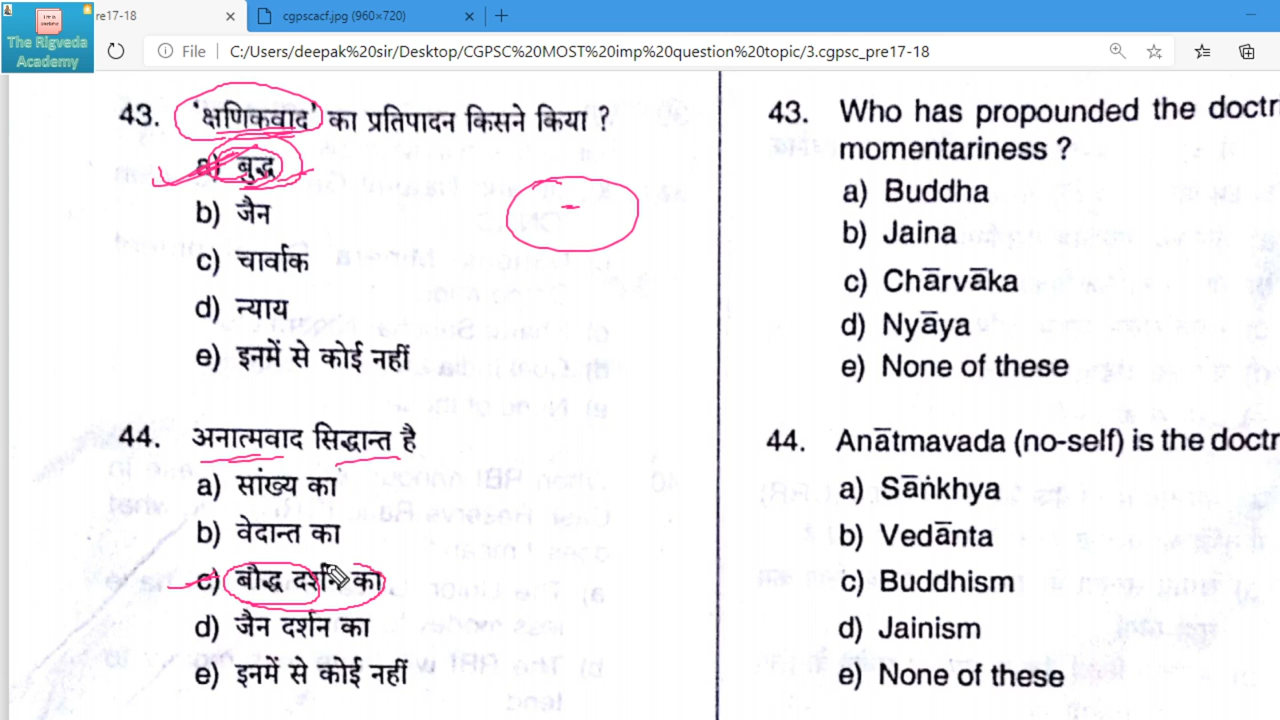 re17-18
cgpscacf.jpg (960×720)
The Rigveda
Academy
File
C:/Users/deepak%20sir/Desktop/CGPSC%20MOST%20imp%20question%20topic/3.cgpsc_pre17-18
43. 'क्षणिकवाद' का प्रतिपादन किसने किया ?
a) बुद्ध
b) जैन
c) चार्वाक
d) न्याय
e) इनमें से कोई नहीं
44. अनात्मवाद सिद्धान्त है
a) सांख्य का
b) वेदान्त का
c) बौद्ध दर्शन का
d) जैन दर्शन का
e) इनमें से कोई नहीं
43. Who has propounded the doctri
momentariness ?
a) Buddha
b) Jaina
c) Chārvāka
d) Nyāya
e) None of these
44. Anātmavada (no-self) is the doctr
a) Sāṅkhya
b) Vedānta
c) Buddhism
d) Jainism
e) None of these